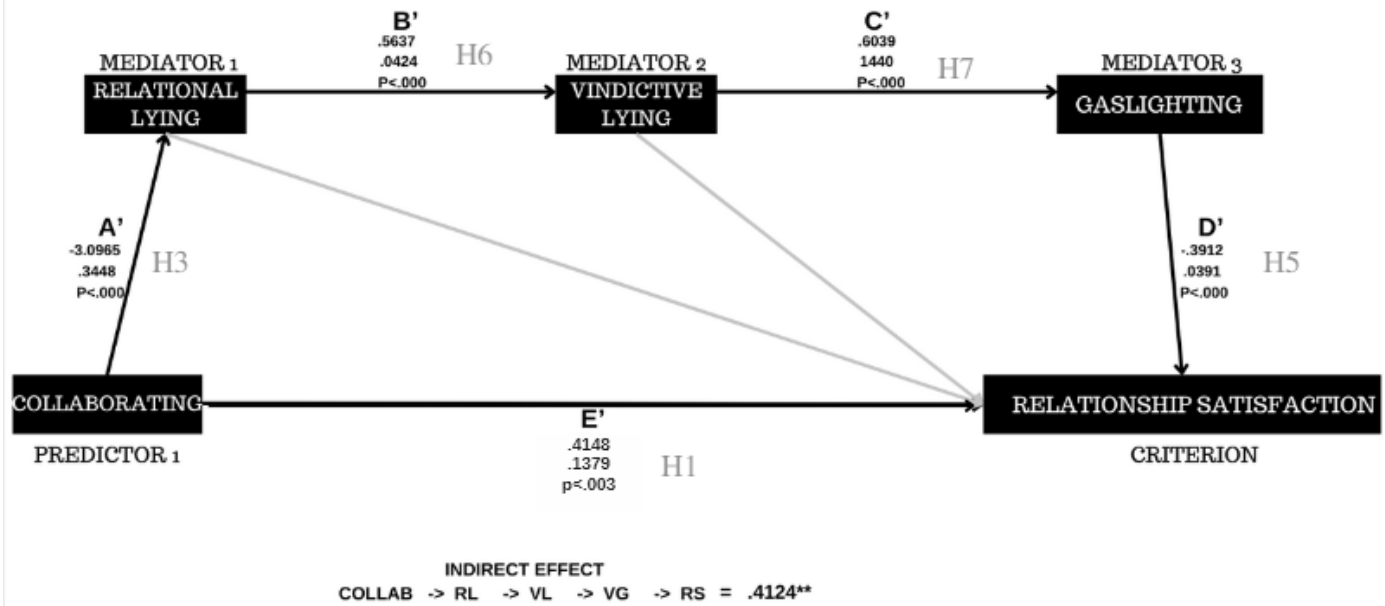 B’
.5637
.0424
P<.000
H6
C’
.6039
1440
P<.000
H7
MEDIATOR 1
RELATIONAL
LYING
MEDIATOR 2
VINDICTIVE
LYING
MEDIATOR 3
GASLIGHTING
A’
-3.0965
.3448
P<.000
H3
D’
-.3912
.0391
P<.000
H5
COLLABORATING
PREDICTOR 1
E’
.4148
.1379
p<.003
H1
RELATIONSHIP SATISFACTION
CRITERION
INDIRECT EFFECT
COLLAB -> RL -> VL -> VG -> RS = .4124**